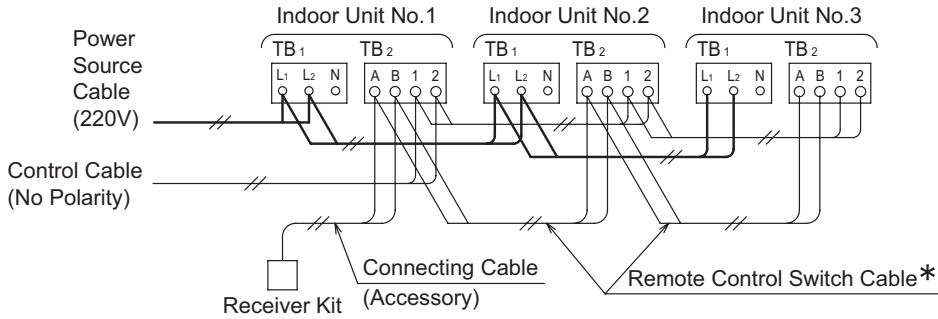 Indoor Unit No.1 Indoor Unit No.2 Indoor Unit No.3
TB1 TB2 TB1 TB2 TB1 TB2
L1 L2 N A B 1 2 L1 L2 N A B 1 2 L1 L2 N A B 1 2
Power
Source
Cable
(220V)
Control Cable
(No Polarity)
Receiver Kit
Connecting Cable
(Accessory)
Remote Control Switch Cable*